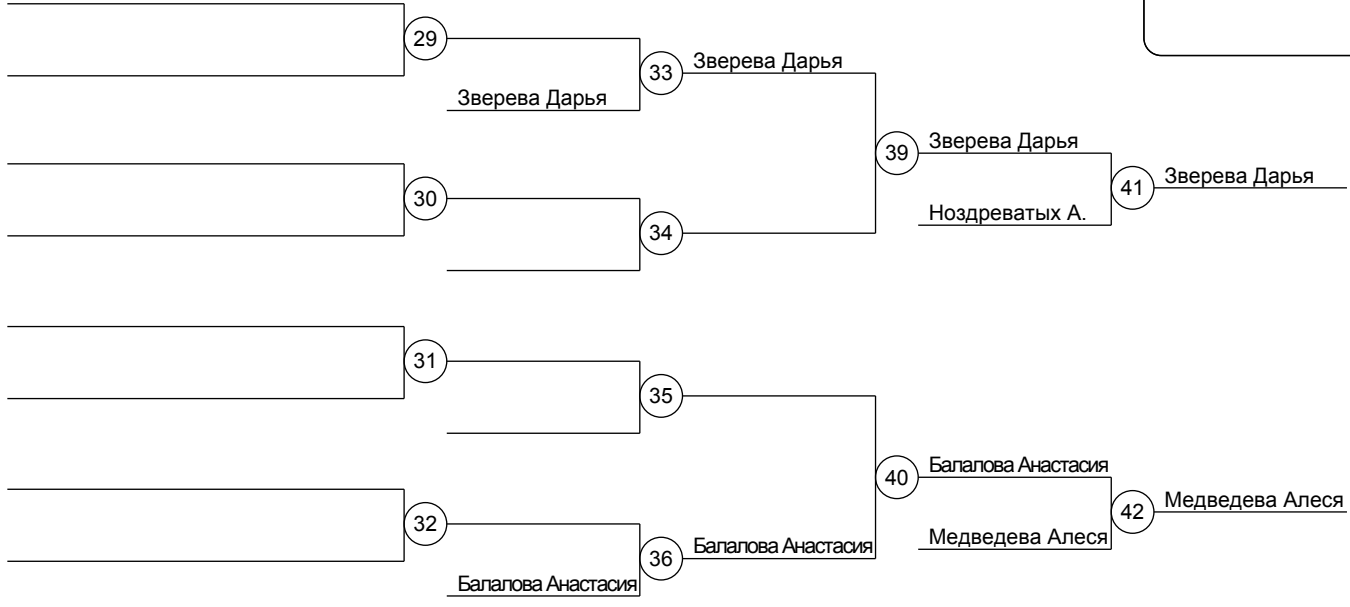 29
33
Зверева Дарья
Зверева Дарья
39
Зверева Дарья
41
Зверева Дарья
30
Ноздреватых А.
34
31
35
40
Балалова Анастасия
42
Медведева Алеся
32
36
Балалова Анастасия
Медведева Алеся
Балалова Анастасия